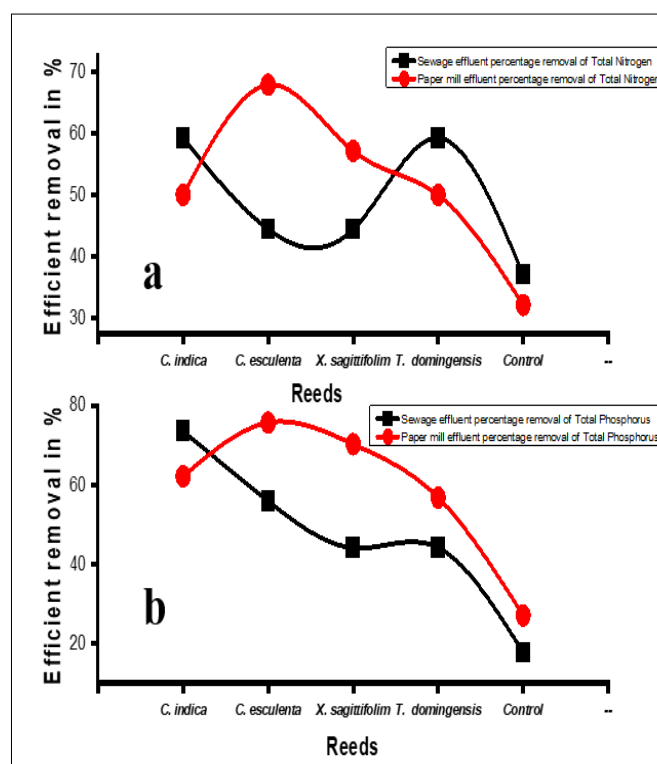 Sewage effluent percentage removal of Total Nitrogen
Paper mill effluent percentage removal of Total Nitrogen
Efficient removal in %
70
60
50
40
30
a
C. indica C. esculenta X. sagittifolim T. domingensis Control --
Reeds
Sewage effluent percentage removal of Total Phosphorus
Paper mill effluent percentage removal of Total Phosphorus
Efficient removal in %
80
60
40
20
b
C. indica C. esculenta X. sagittifolim T. domingensis Control --
Reeds